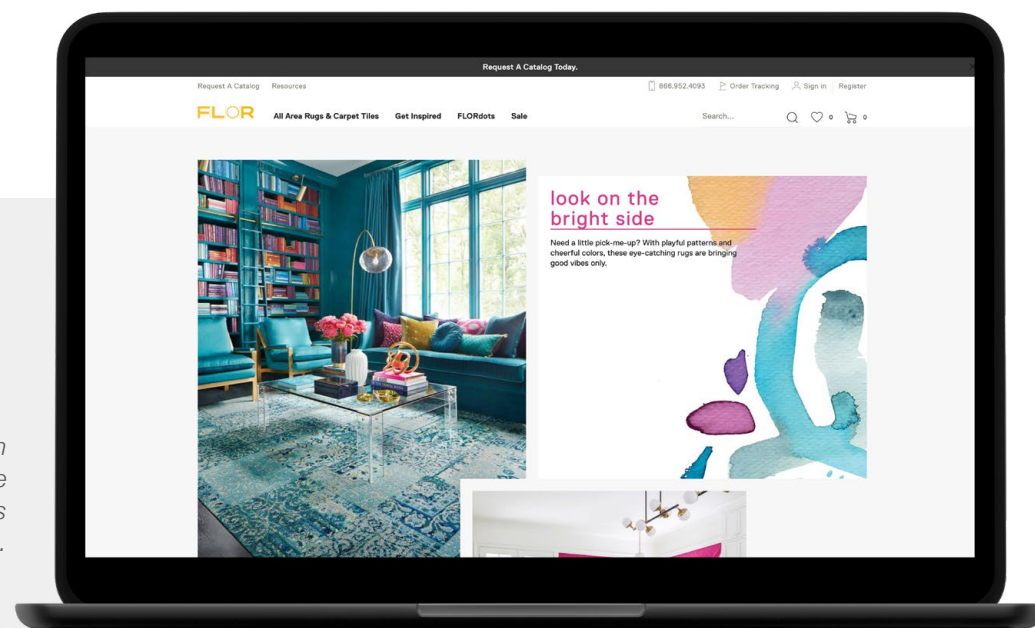 Request A Catalog Today.
Request A Catalog Resources
866.952.4093 Order Tracking Sign in Register
FLOR
All Area Rugs & Carpet Tiles Get Inspired FLORdots Sale
Search... 0 0
look on the
bright side
Need a little pick-me-up? With playful patterns and
cheerful colors, these eye-catching rugs are bringing
good vibes only.